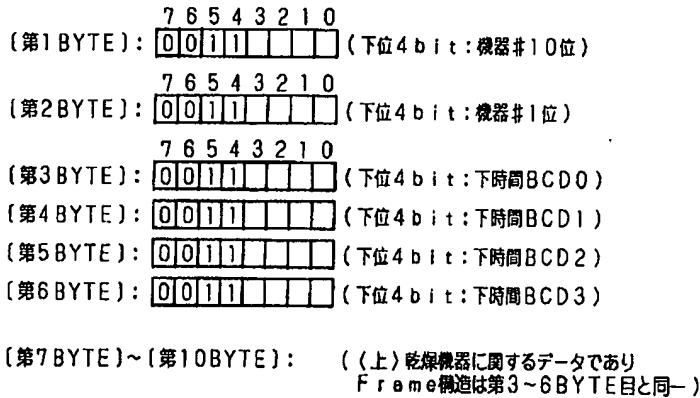 7 6 5 4 3 2 1 0
〔第1BYTE〕: 0 0 1 1 (下位4bit:機器#10位)
7 6 5 4 3 2 1 0
〔第2BYTE〕: 0 0 1 1 (下位4bit:機器#1位)
7 6 5 4 3 2 1 0
〔第3BYTE〕: 0 0 1 1 (下位4bit:下時間BCD0)
〔第4BYTE〕: 0 0 1 1 (下位4bit:下時間BCD1)
〔第5BYTE〕: 0 0 1 1 (下位4bit:下時間BCD2)
〔第6BYTE〕: 0 0 1 1 (下位4bit:下時間BCD3)
〔第7BYTE〕~〔第10BYTE〕: (〈上〉乾燥機器に関するデータであり
Frame構造は第3~6BYTE目と同一)